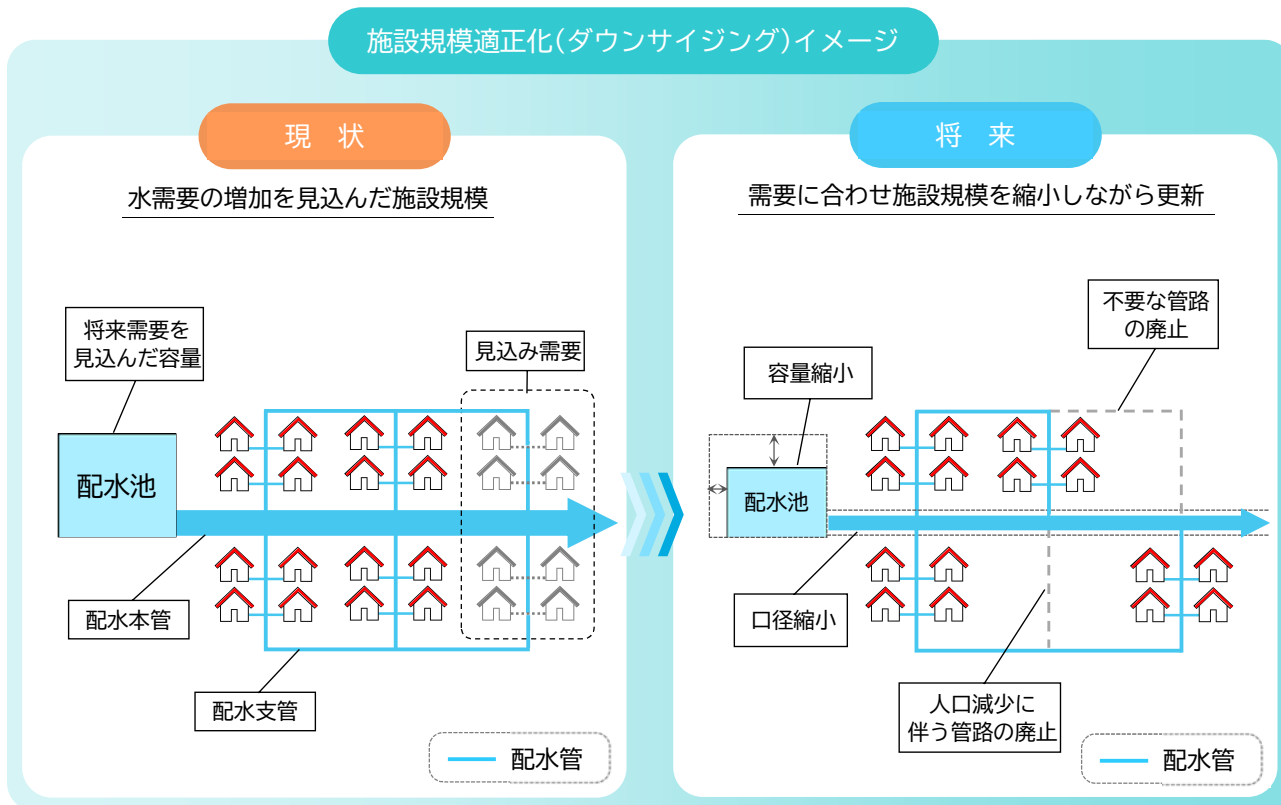 施設規模適正化(ダウンサイジング)イメージ
現　状
水需要の増加を見込んだ施設規模
将来需要を
見込んだ容量
見込み需要
配水池
配水本管
配水支管
配水管
将　来
需要に合わせ施設規模を縮小しながら更新
不要な管路
の廃止
容量縮小
配水池
口径縮小
人口減少に
伴う管路の廃止
配水管